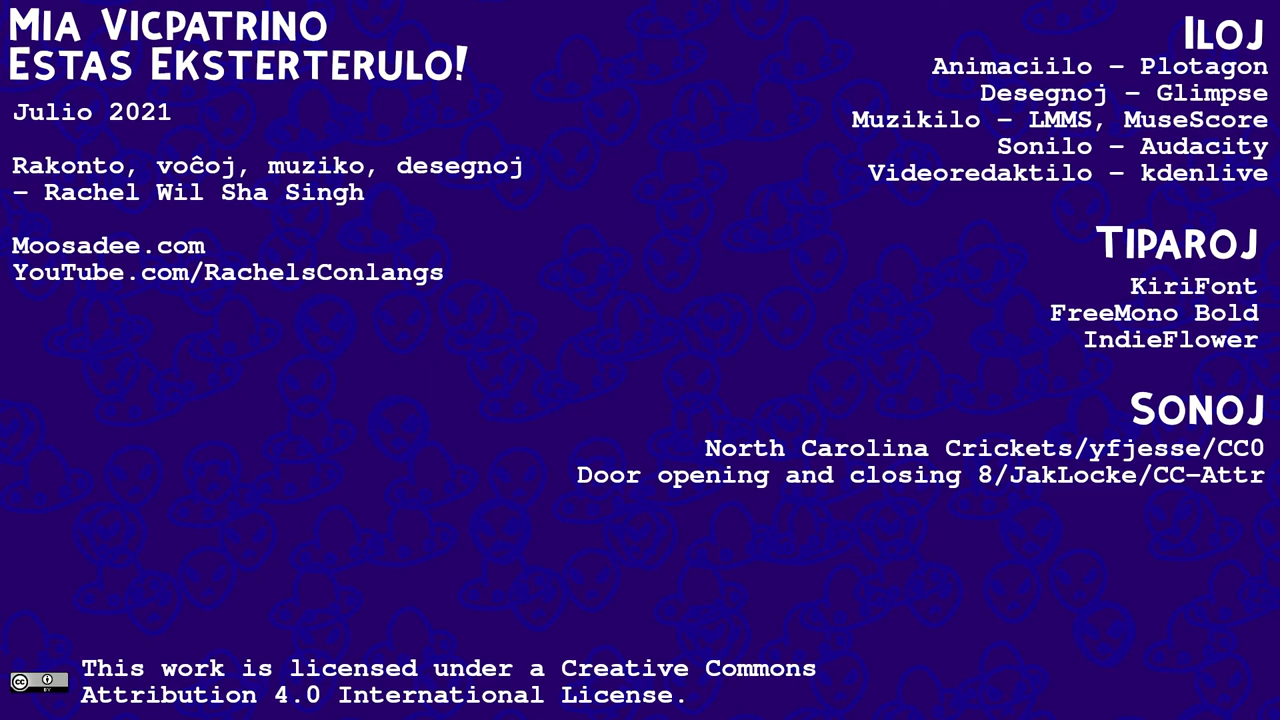 Mia Vicpatrino
Estas Eksterterulo!
Julio 2021
Rakonto, voĉoj, muziko, desegnoj
– Rachel Wil Sha Singh
Moosadee.com
YouTube.com/RachelsConlangs
Iloj
Animaciilo – Plotagon
Desegnoj – Glimpse
Muzikilo – LMMS, MuseScore
Sonilo – Audacity
Videoredaktilo – kdenlive
Tiparoj
KiriFont
FreeMono Bold
IndieFlower
Sonoj
North Carolina Crickets/yfjesse/CC0
Door opening and closing 8/JakLocke/CC–Attr
cc BY
This work is licensed under a Creative Commons
Attribution 4.0 International License.